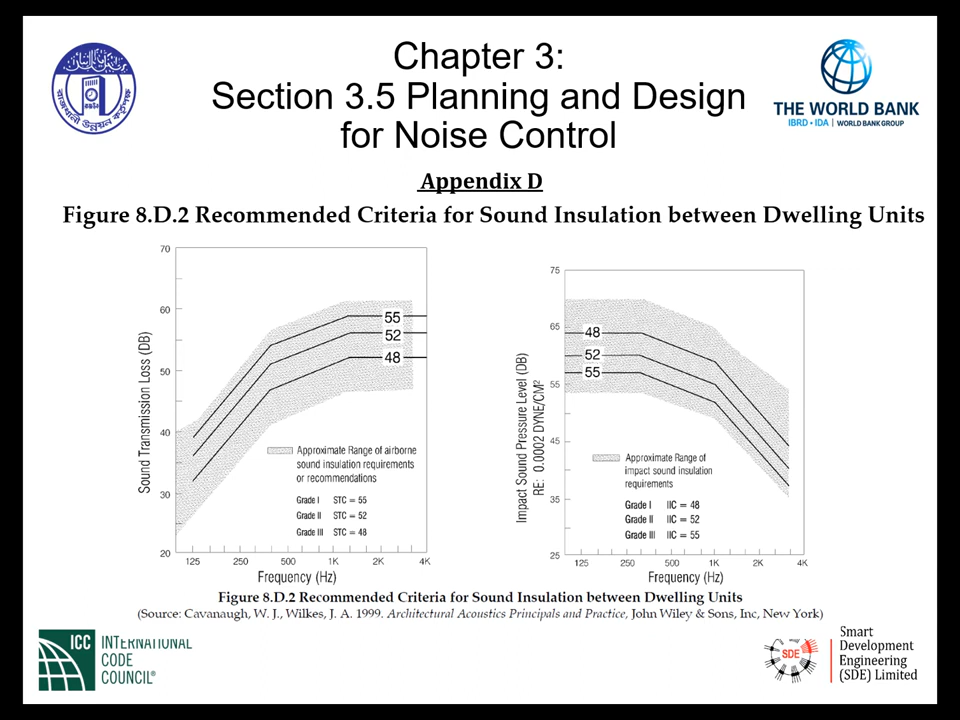 Chapter 3:
Section 3.5 Planning and Design
for Noise Control
THE WORLD BANK
IBRD • IDA | WORLD BANK GROUP
Appendix D
Figure 8.D.2 Recommended Criteria for Sound Insulation between Dwelling Units
70
60
50
40
30
20
Sound Transmission Loss (DB)
55
52
48
Approximate Range of airborne
sound insulation requirements
or recommendations
Grade I STC = 55
Grade II STC = 52
Grade III STC = 48
125 250 500 1K 2K 4K
Frequency (Hz)
75
65
55
45
35
25
Impact Sound Pressure Level (DB)
RE: 0.0002 DYNE/CM²
48
52
55
Approximate Range of
impact sound insulation
requirements
Grade I IIC = 48
Grade II IIC = 52
Grade III IIC = 55
125 250 500 1K 2K 4K
Frequency (Hz)
Figure 8.D.2 Recommended Criteria for Sound Insulation between Dwelling Units
(Source: Cavanaugh, W. J., Wilkes, J. A. 1999. Architectural Acoustics Principals and Practice, John Wiley & Sons, Inc, New York)
ICC INTERNATIONAL
CODE
COUNCIL®
SDE
Smart
Development
Engineering
(SDE) Limited